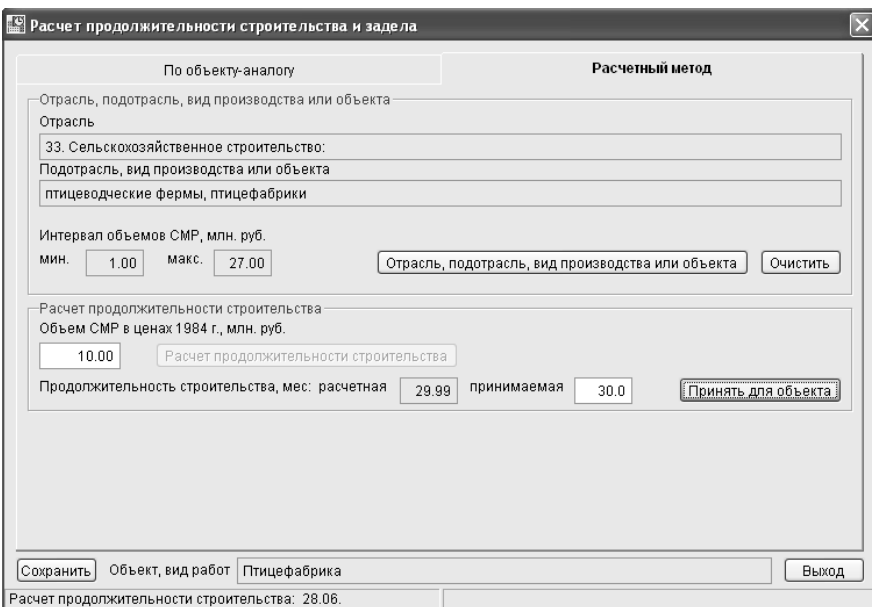 Расчет продолжительности строительства и задела
По объекту-аналогу
Расчетный метод
Отрасль, подотрасль, вид производства или объекта
Отрасль
33. Сельскохозяйственное строительство:
Подотрасль, вид производства или объекта
птицеводческие фермы, птицефабрики
Интервал объемов СМР, млн. руб.
мин. 1.00 макс. 27.00 Отрасль, подотрасль, вид производства или объекта Очистить
Расчет продолжительности строительства
Объем СМР в ценах 1984 г., млн. руб.
10.00 Расчет продолжительности строительства
Продолжительность строительства, мес: расчетная 29.99 принимаемая 30.0 Принять для объекта
Сохранить Объект, вид работ Птицефабрика Выход
Расчет продолжительности строительства: 28.06.